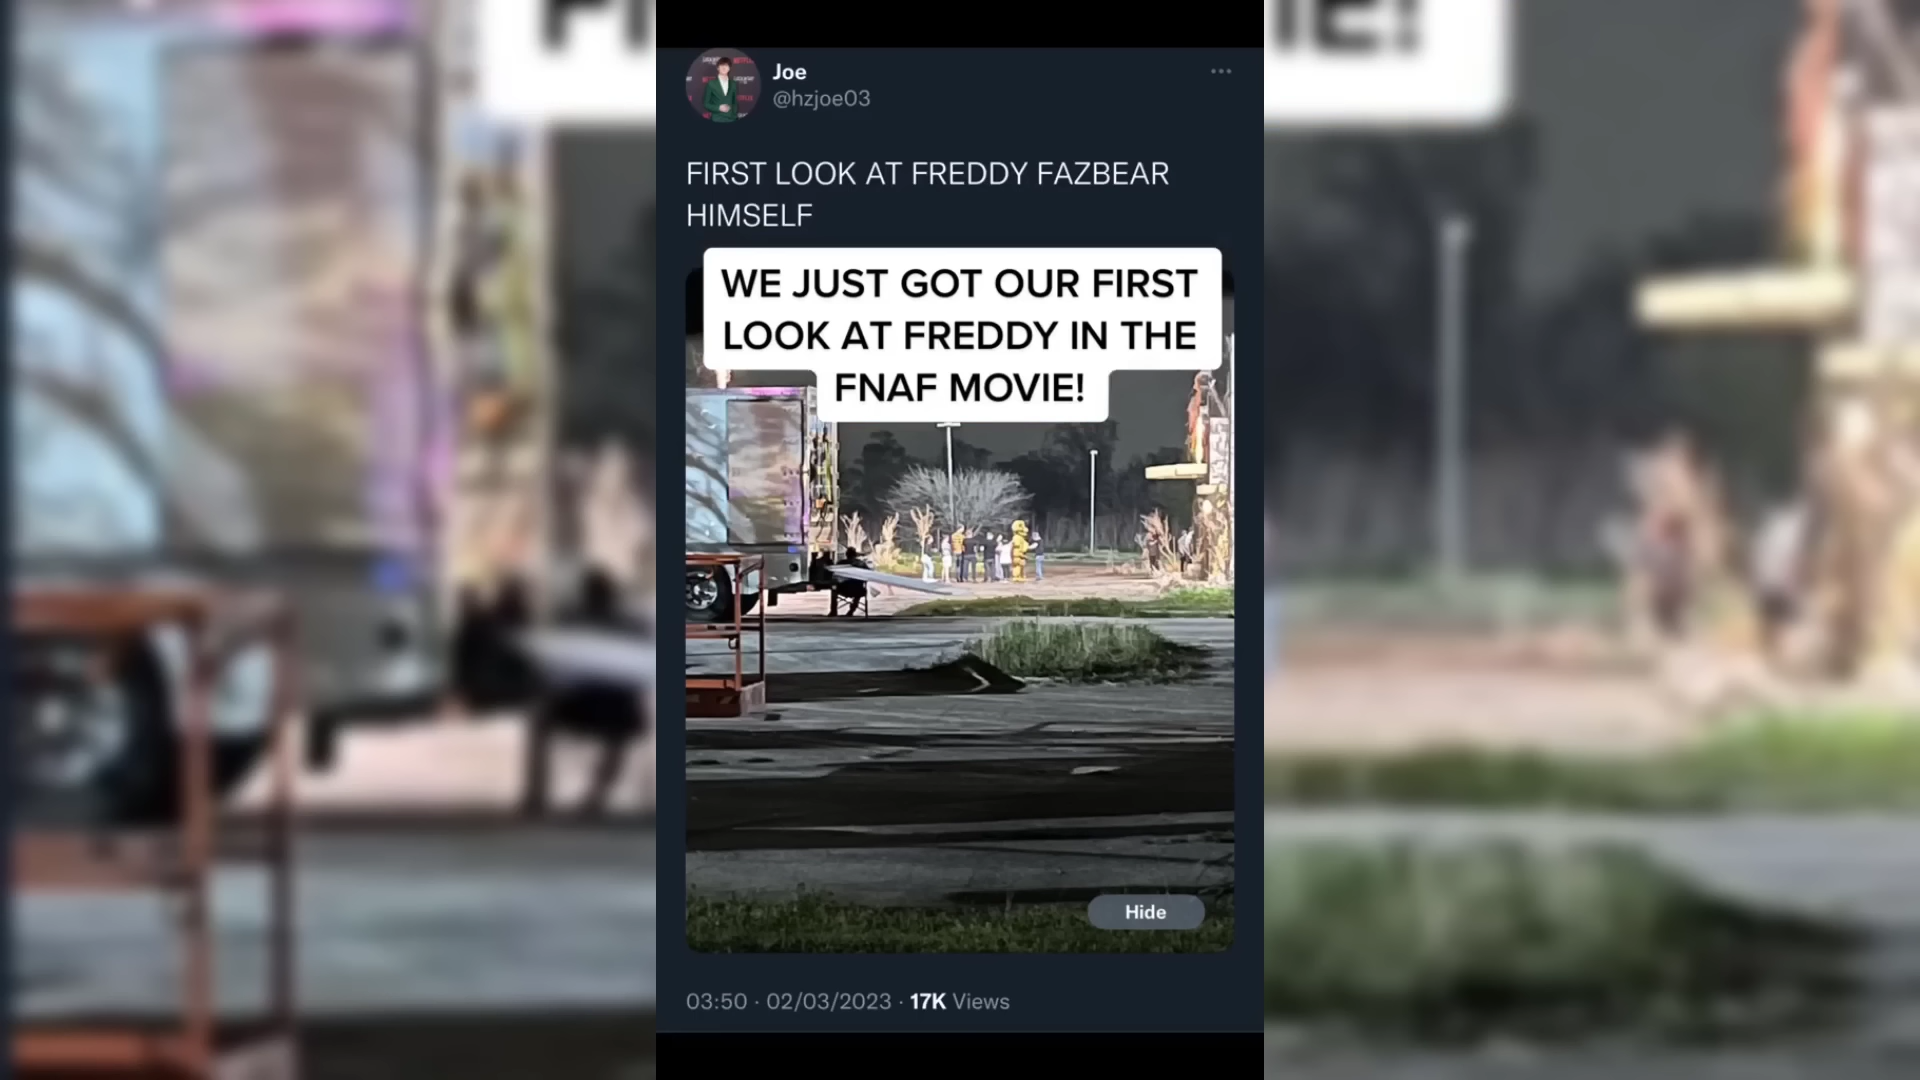 Joe
@hzjoe03
FIRST LOOK AT FREDDY FAZBEAR
HIMSELF
WE JUST GOT OUR FIRST
LOOK AT FREDDY IN THE
FNAF MOVIE!
Hide
03:50 · 02/03/2023 · 17K Views